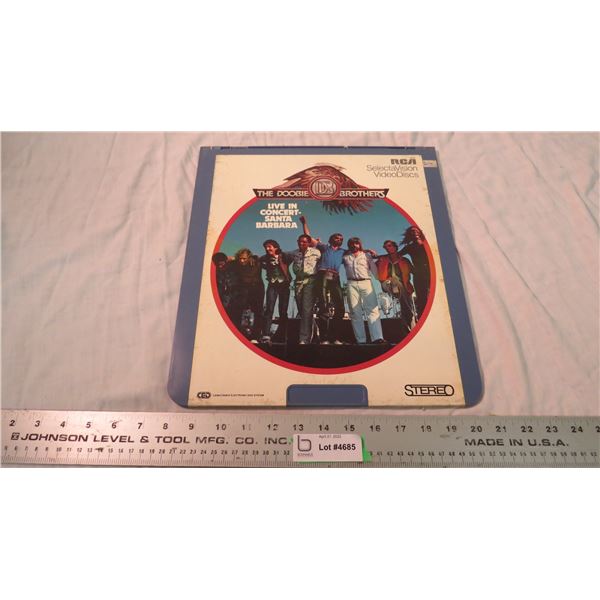 RCA
SelectaVision
VideoDiscs
THE DOOBIE BROTHERS
LIVE IN
CONCERT-
SANTA
BARBARA
CED
STEREO
2 3 4 5 6 7 8 9 10 11 12 13 14 15 16 17 18 19 20 21 22 23 24
JOHNSON LEVEL & TOOL MFG. CO. INC.
MADE IN U.S.A.
Lot #4685